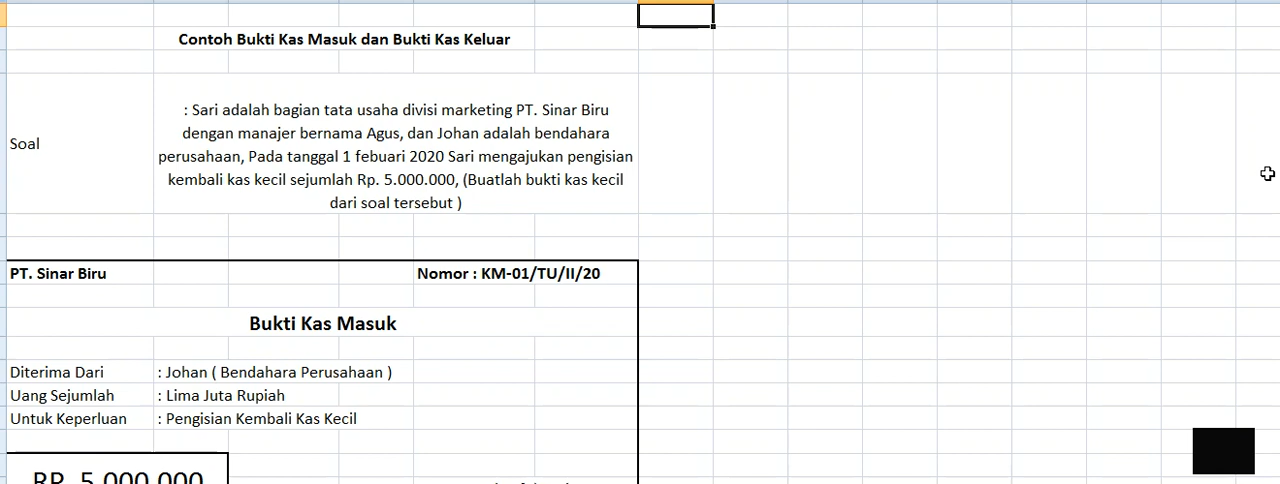 Contoh Bukti Kas Masuk dan Bukti Kas Keluar
Soal
: Sari adalah bagian tata usaha divisi marketing PT. Sinar Biru
dengan manajer bernama Agus, dan Johan adalah bendahara
perusahaan, Pada tanggal 1 febuari 2020 Sari mengajukan pengisian
kembali kas kecil sejumlah Rp. 5.000.000, (Buatlah bukti kas kecil
dari soal tersebut )
PT. Sinar Biru Nomor : KM-01/TU/II/20
Bukti Kas Masuk
Diterima Dari : Johan ( Bendahara Perusahaan )
Uang Sejumlah : Lima Juta Rupiah
Untuk Keperluan : Pengisian Kembali Kas Kecil
RP. 5.000.000